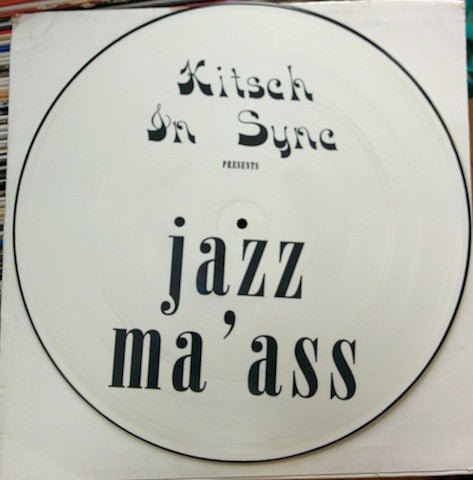 Kitsch
In Sync
PRESENTS
jazz
ma'ass